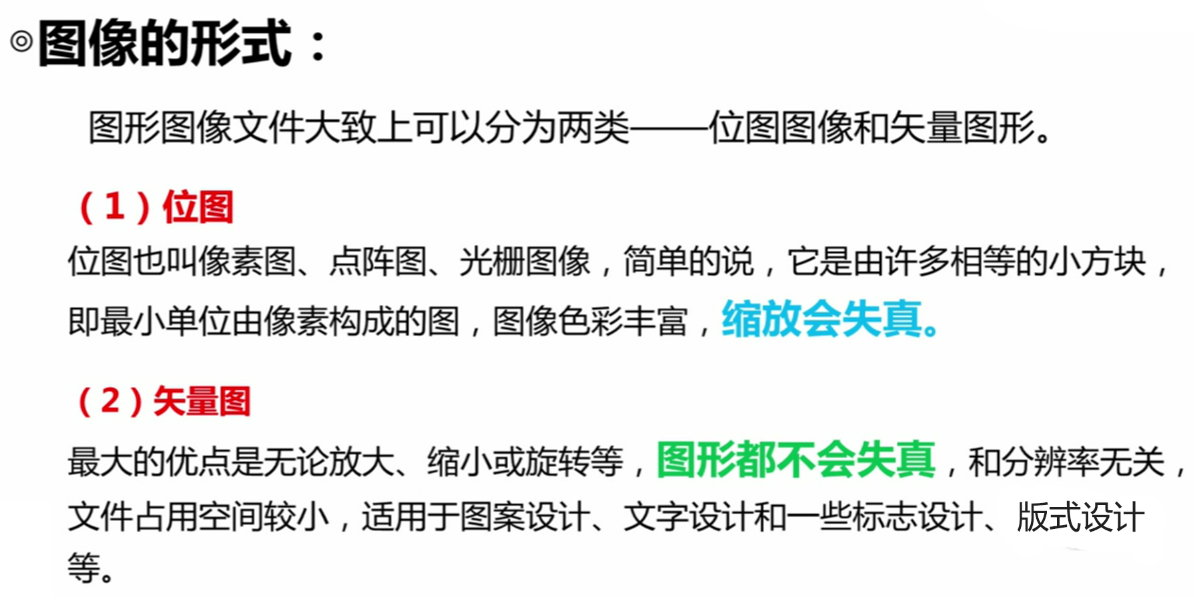 ◎图像的形式：
图形图像文件大致上可以分为两类——位图图像和矢量图形。
（1）位图
位图也叫像素图、点阵图、光栅图像，简单的说，它是由许多相等的小方块，
即最小单位由像素构成的图，图像色彩丰富，缩放会失真。
（2）矢量图
最大的优点是无论放大、缩小或旋转等，图形都不会失真，和分辨率无关，
文件占用空间较小，适用于图案设计、文字设计和一些标志设计、版式设计
等。